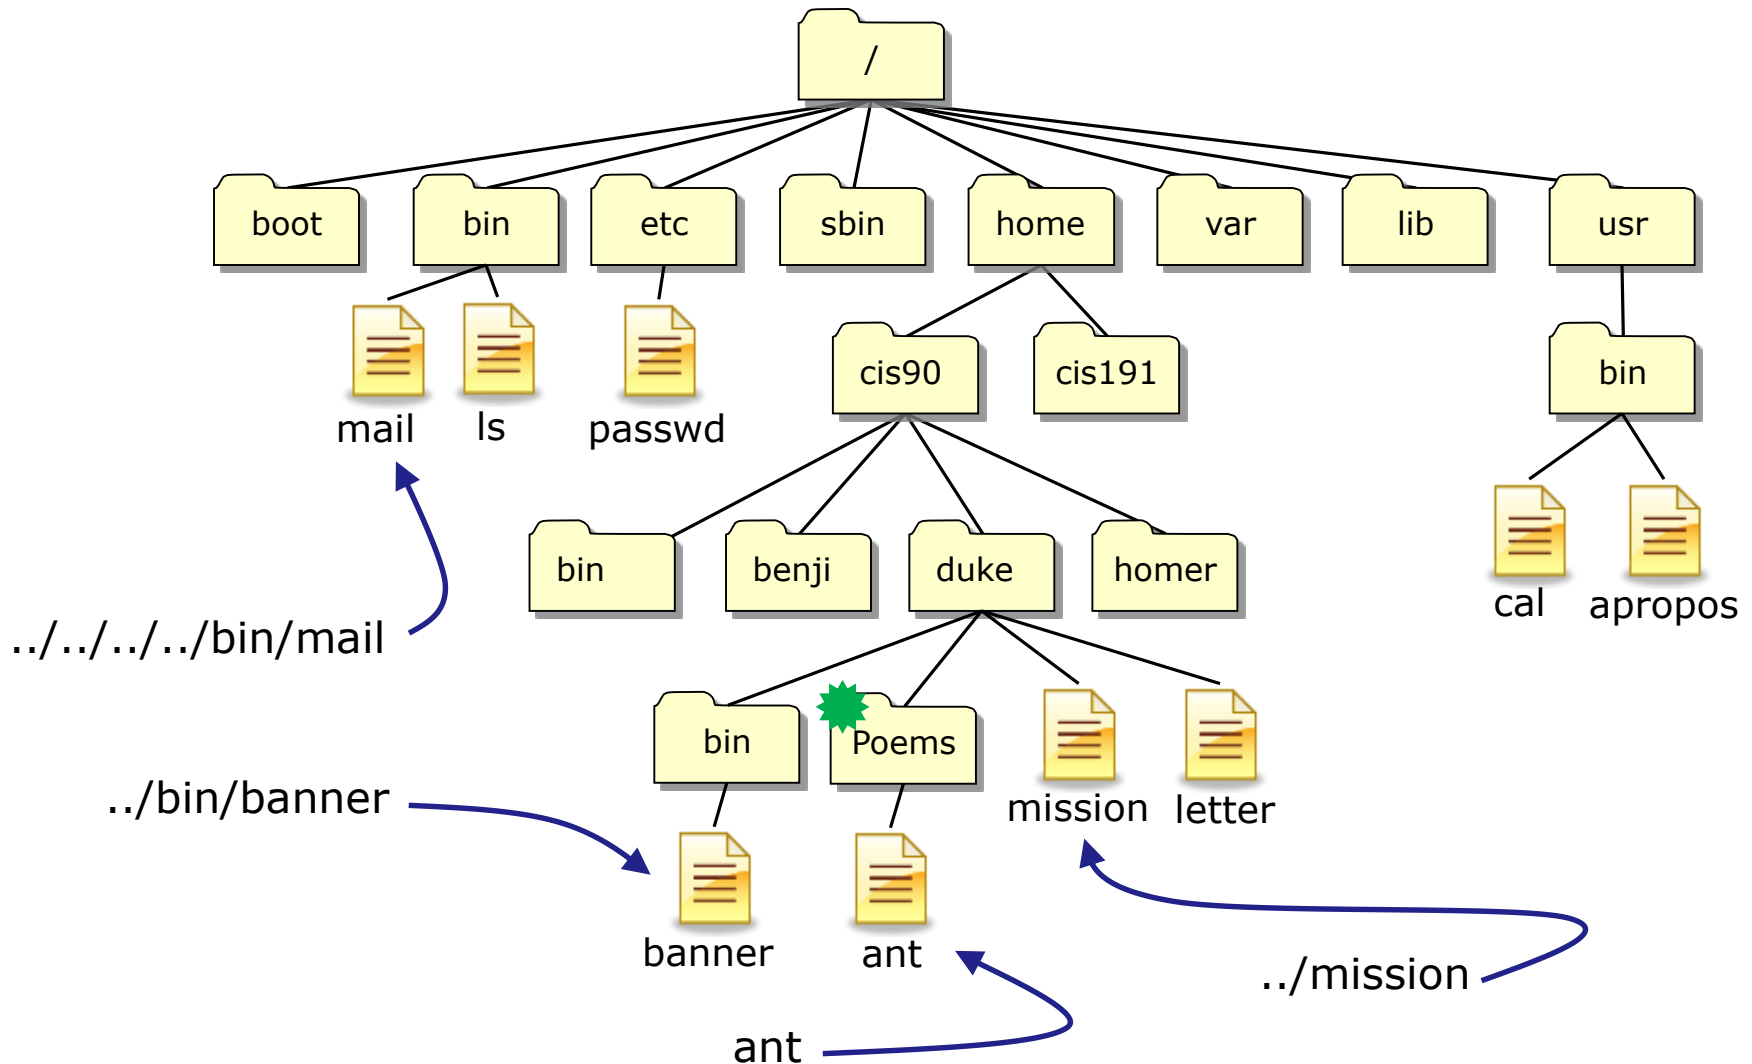 /
boot
bin
etc
sbin
home
var
lib
usr
mail
ls
passwd
cis90
cis191
bin
cal
apropos
bin
benji
duke
homer
../../../../bin/mail
bin
Poems
mission
letter
../bin/banner
banner
ant
../mission
ant